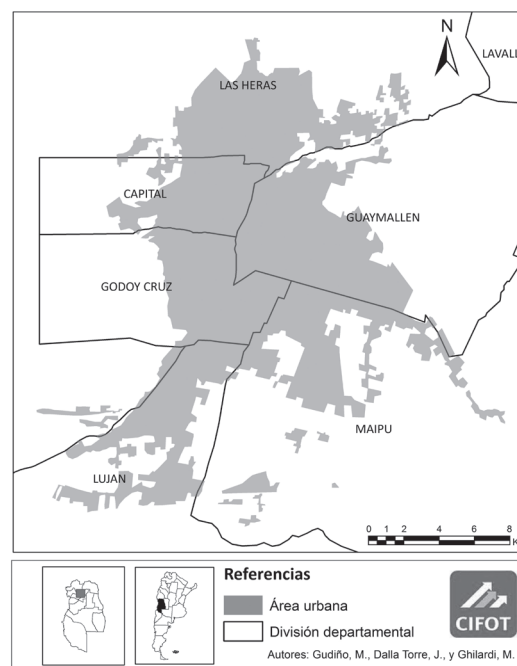 N
LAVALL
LAS HERAS
CAPITAL
GUAYMALLEN
GODOY CRUZ
MAIPU
LUJAN
0 1 2 4 6 8
K
Referencias
Área urbana
División departamental
CIFOT
Autores: Gudiño, M., Dalla Torre, J., y Ghilardi, M.